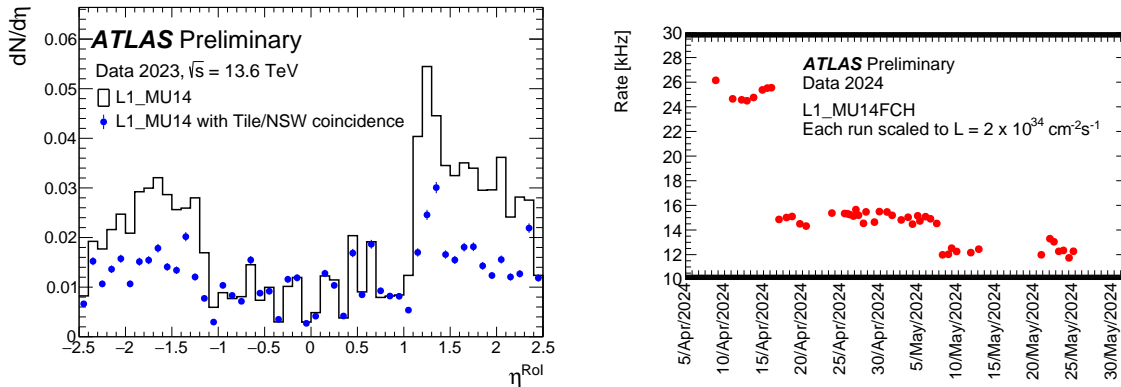 ATLAS Preliminary
Data 2023, √s = 13.6 TeV
L1_MU14
L1_MU14 with Tile/NSW coincidence
dN/dη
0.06
0.05
0.04
0.03
0.02
0.01
0
−2.5 −2 −1.5 −1 −0.5 0 0.5 1 1.5 2 2.5
η^RoI
ATLAS Preliminary
Data 2024
L1_MU14FCH
Each run scaled to L = 2 x 10³⁴ cm⁻²s⁻¹
Rate [kHz]
30
28
26
24
22
20
18
16
14
12
10
5/Apr/2024
10/Apr/2024
15/Apr/2024
20/Apr/2024
25/Apr/2024
30/Apr/2024
5/May/2024
10/May/2024
15/May/2024
20/May/2024
25/May/2024
30/May/2024